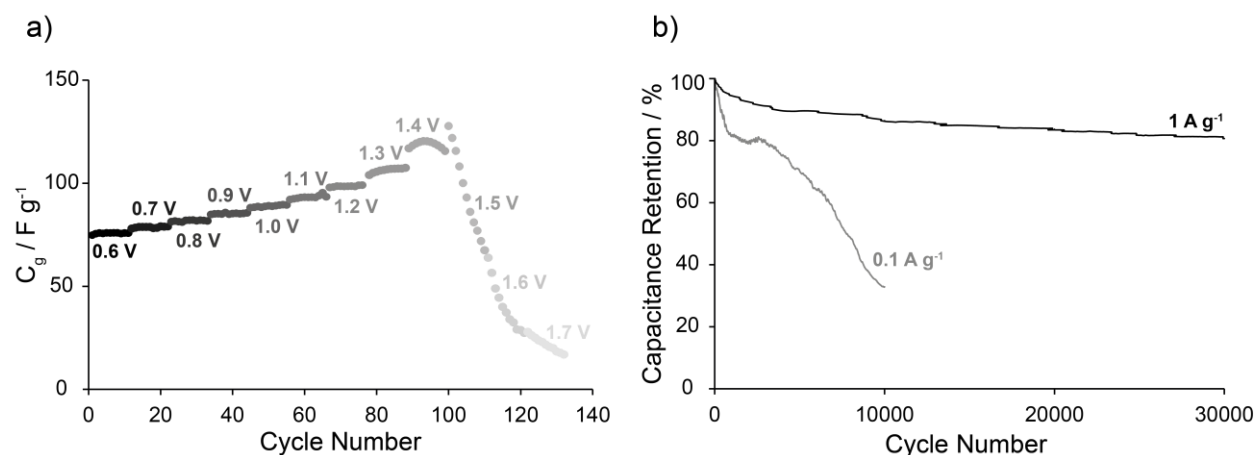 a)
C_g / F g⁻¹
150
100
50
0
0.6 V
0.7 V
0.8 V
0.9 V
1.0 V
1.1 V
1.2 V
1.3 V
1.4 V
1.5 V
1.6 V
1.7 V
0 20 40 60 80 100 120 140
Cycle Number
b)
Capacitance Retention / %
100
80
60
40
20
0
1 A g⁻¹
0.1 A g⁻¹
0 10000 20000 30000
Cycle Number